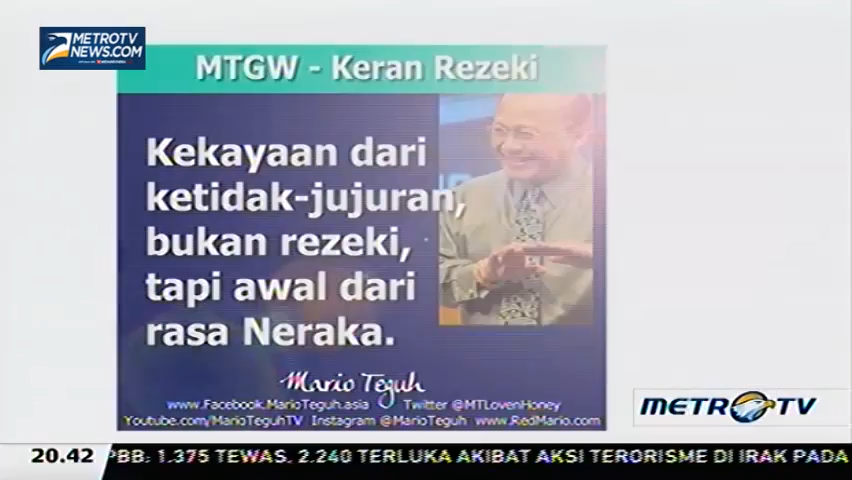 METROTV
NEWS.COM
MTGW - Keran Rezeki
Kekayaan dari
ketidak-jujuran,
bukan rezeki,
tapi awal dari
rasa Neraka.
Mario Teguh
www.Facebook.MarioTeguh.asia Twitter @MTLovenHoney
Youtube.com/MarioTeguhTV Instagram @MarioTeguh www.RedMario.com
METROTV
20.42 PBB: 1.375 TEWAS, 2.240 TERLUKA AKIBAT AKSI TERORISME DI IRAK PADA